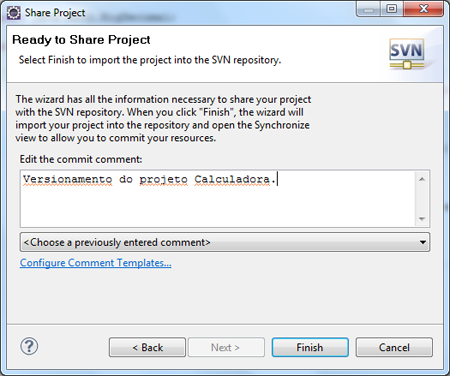 Share Project
Ready to Share Project
Select Finish to import the project into the SVN repository.
SVN
The wizard has all the information necessary to share your project
with the SVN repository. When you click "Finish", the wizard will
import your project into the repository and open the Synchronize
view to allow you to commit your resources.
Edit the commit comment:
Versionamento do projeto Calculadora.
<Choose a previously entered comment>
Configure Comment Templates...
?
< Back
Next >
Finish
Cancel